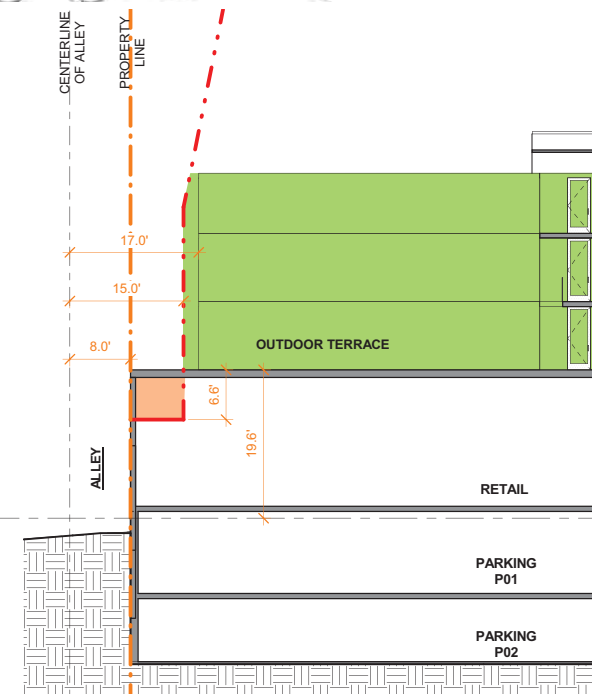 CENTERLINE
OF ALLEY
PROPERTY
LINE
17.0'
15.0'
8.0'
OUTDOOR TERRACE
6.6'
19.6'
ALLEY
RETAIL
PARKING
P01
PARKING
P02